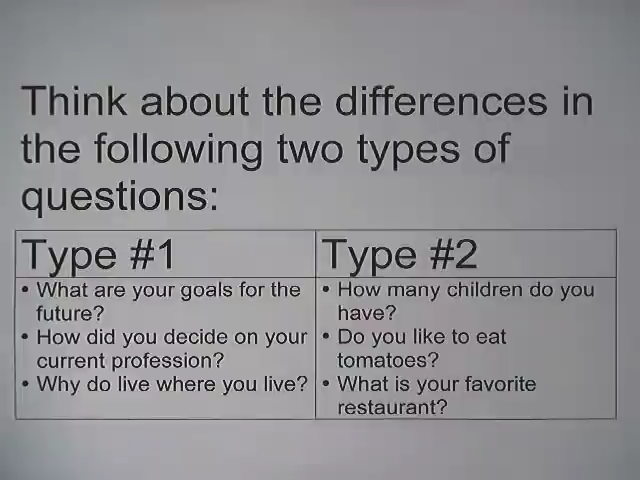 Think about the differences in
the following two types of
questions:
Type #1
• What are your goals for the
future?
• How did you decide on your
current profession?
• Why do live where you live?
Type #2
• How many children do you
have?
• Do you like to eat
tomatoes?
• What is your favorite
restaurant?